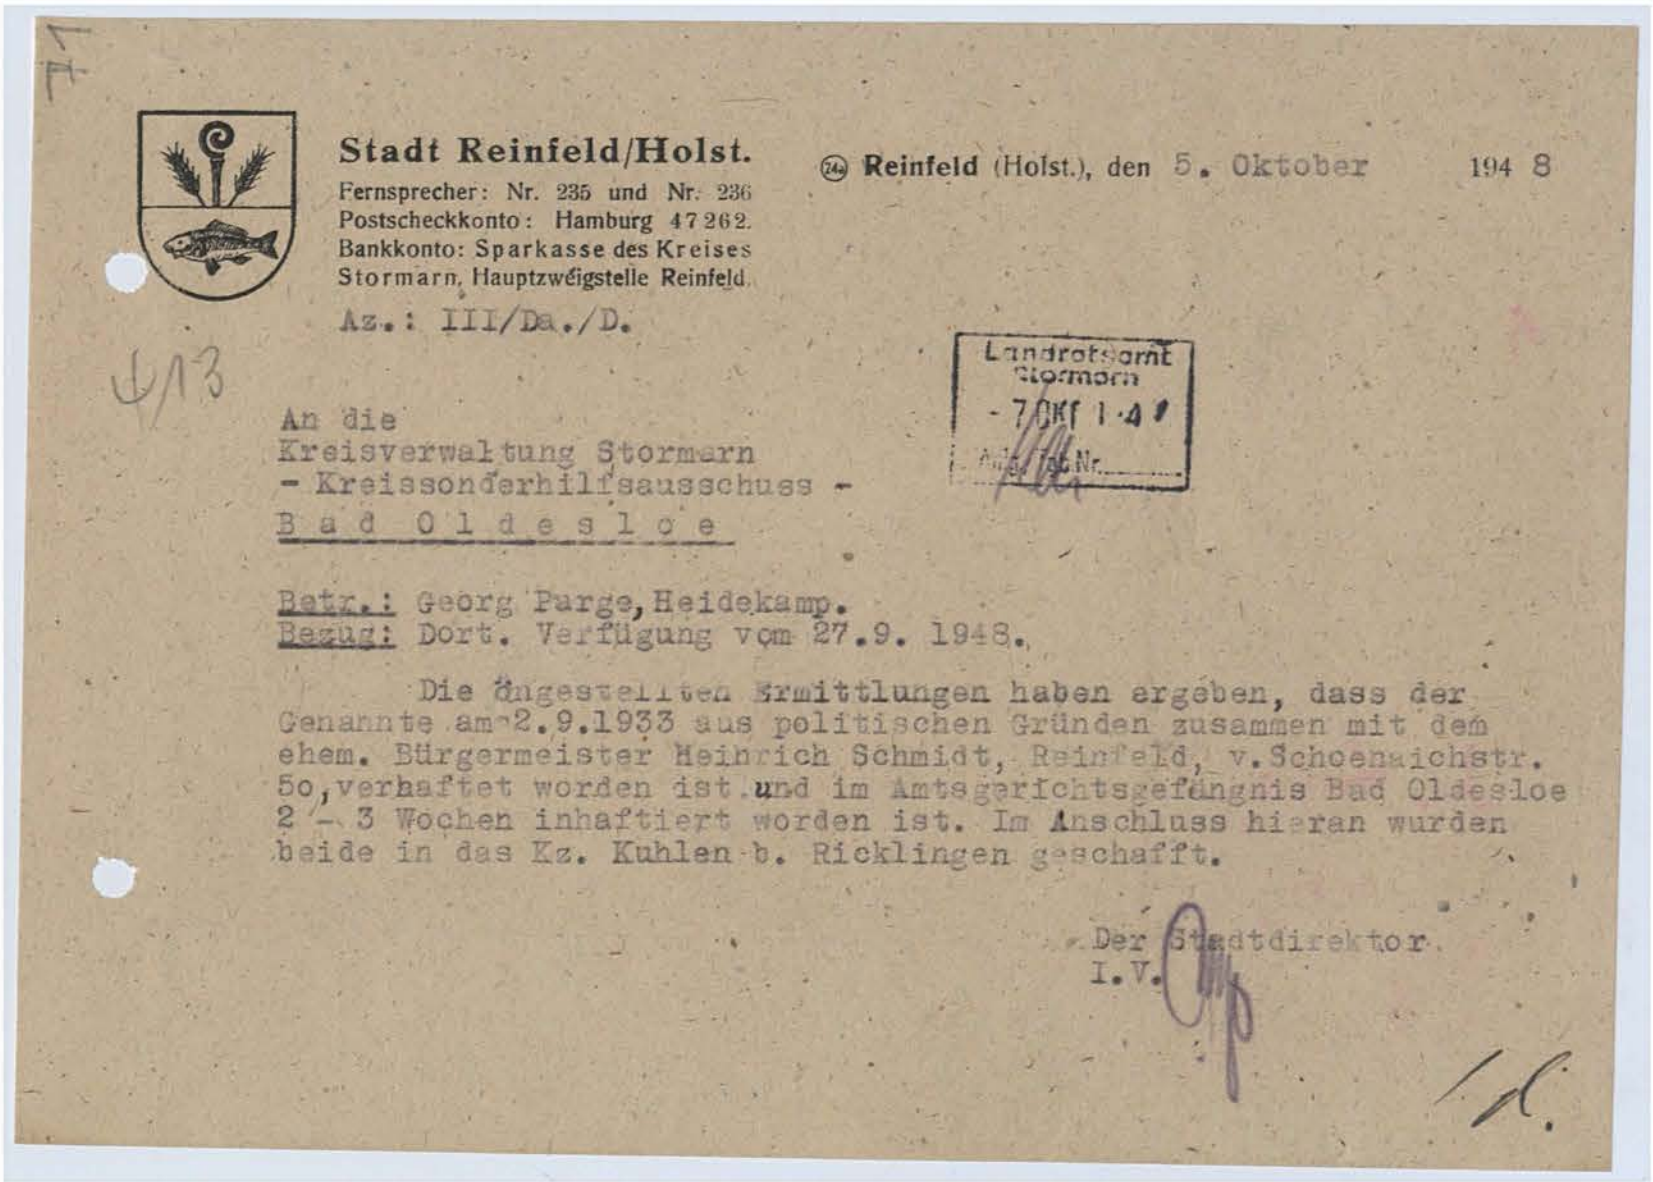 71
Stadt Reinfeld/Holst.
Fernsprecher: Nr. 235 und Nr. 236
Postscheckkonto: Hamburg 47262.
Bankkonto: Sparkasse des Kreises
Stormarn, Hauptzweigstelle Reinfeld.
Az.: III/Da./D.
24a Reinfeld (Holst.), den 5. Oktober 1948
4/13
Landratsamt
Stormarn
- 7. OKT.
Nr.
An die
Kreisverwaltung Stormarn
- Kreissonderhilfsausschuss -
Bad Oldesloe
Betr.: Georg Parge, Heidekamp.
Bezug: Dort. Verfügung vom 27.9. 1948.
Die angestellten Ermittlungen haben ergeben, dass der
Genannte am 2.9.1933 aus politischen Gründen zusammen mit dem
ehem. Bürgermeister Heinrich Schmidt, Reinfeld, v.Schoenaichstr.
50, verhaftet worden ist und im Amtsgerichtsgefängnis Bad Oldesloe
2 - 3 Wochen inhaftiert worden ist. Im Anschluss hieran wurden
beide in das Kz. Kuhlen b. Ricklingen geschafft.
Der Stadtdirektor
I.V.